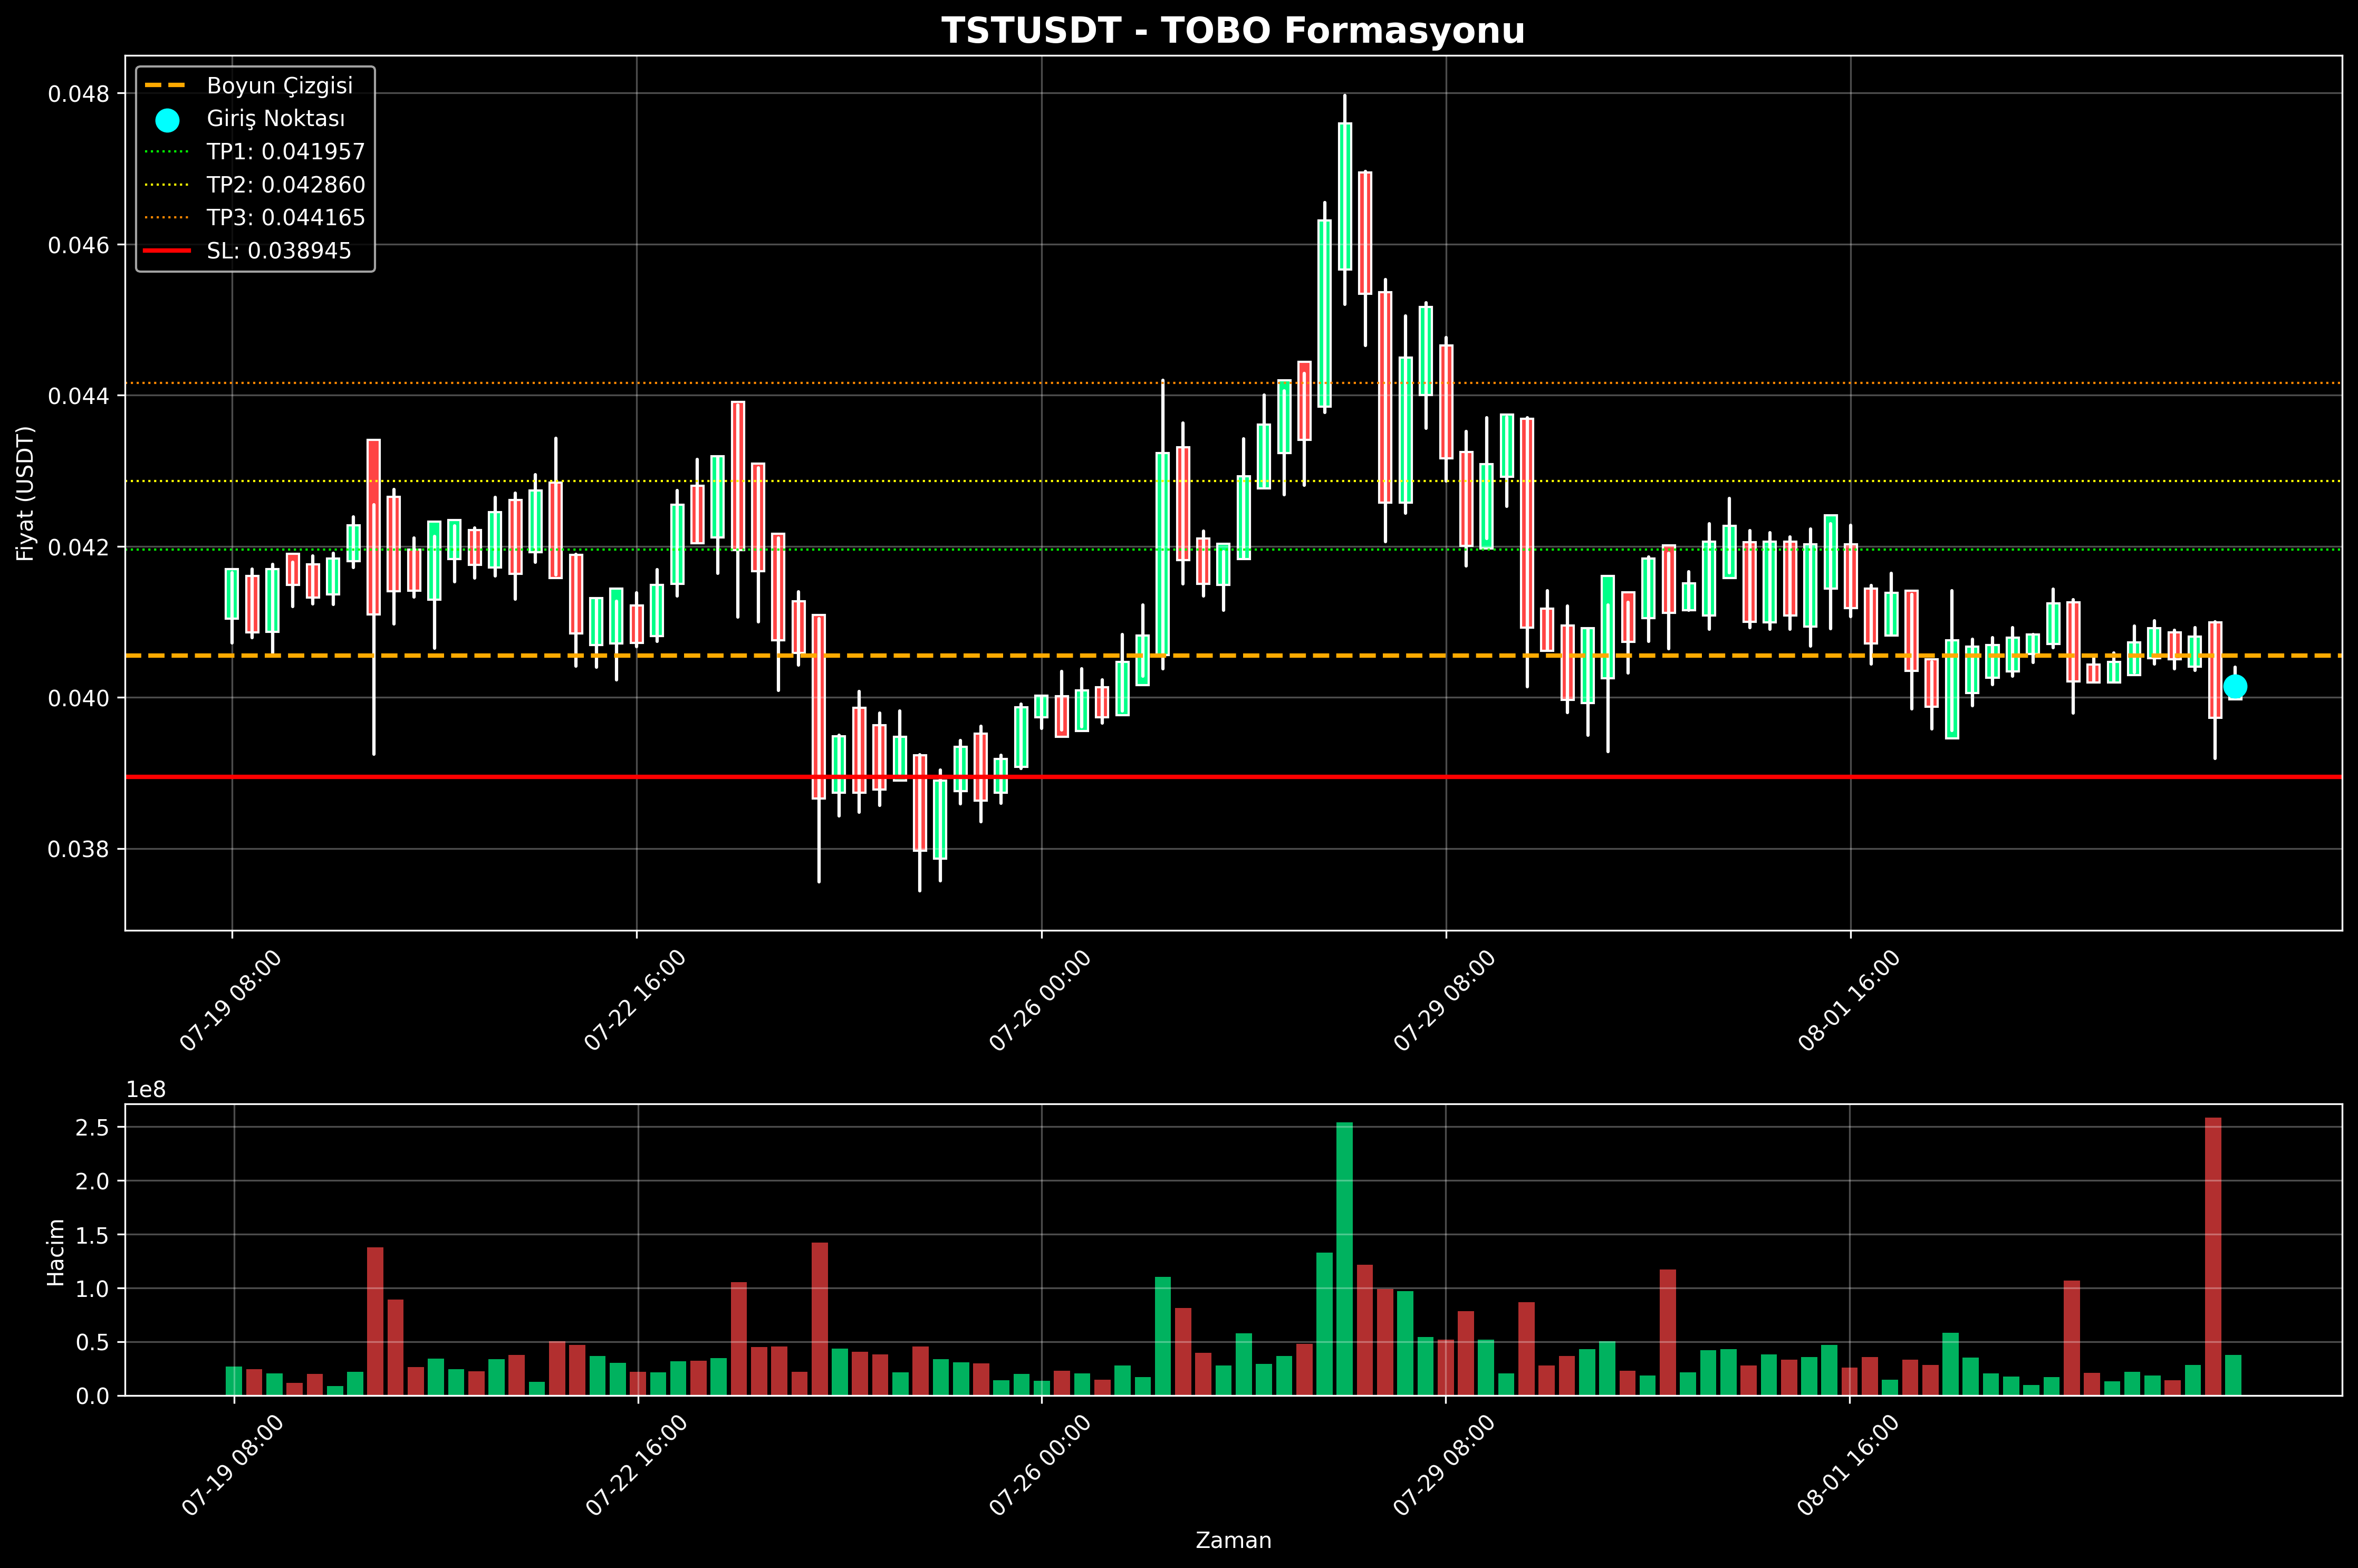 TSTUSDT - TOBO Formasyonu
Boyun Çizgisi
Giriş Noktası
TP1: 0.041957
TP2: 0.042860
TP3: 0.044165
SL: 0.038945
Fiyat (USDT)
0.048
0.046
0.044
0.042
0.040
0.038
07-19 08:00
07-22 16:00
07-26 00:00
07-29 08:00
08-01 16:00
1e8
Hacim
2.5
2.0
1.5
1.0
0.5
0.0
07-19 08:00
07-22 16:00
07-26 00:00
07-29 08:00
08-01 16:00
Zaman